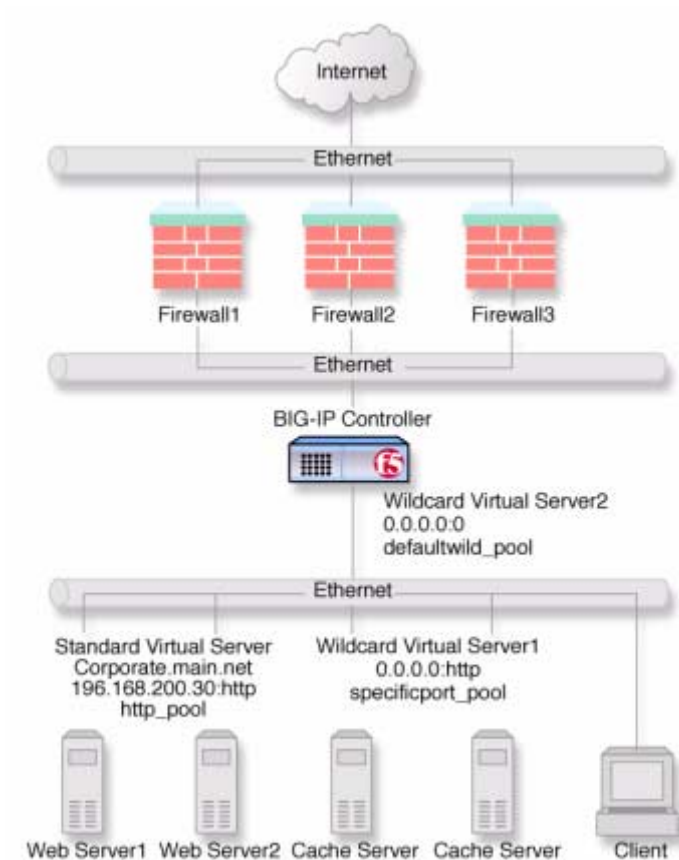 Internet
Ethernet
Firewall1 Firewall2 Firewall3
Ethernet
BIG-IP Controller
f5
Wildcard Virtual Server2
0.0.0.0:0
defaultwild_pool
Ethernet
Standard Virtual Server
Corporate.main.net
196.168.200.30:http
http_pool
Wildcard Virtual Server1
0.0.0.0:http
specificport_pool
Web Server1 Web Server2 Cache Server Cache Server Client